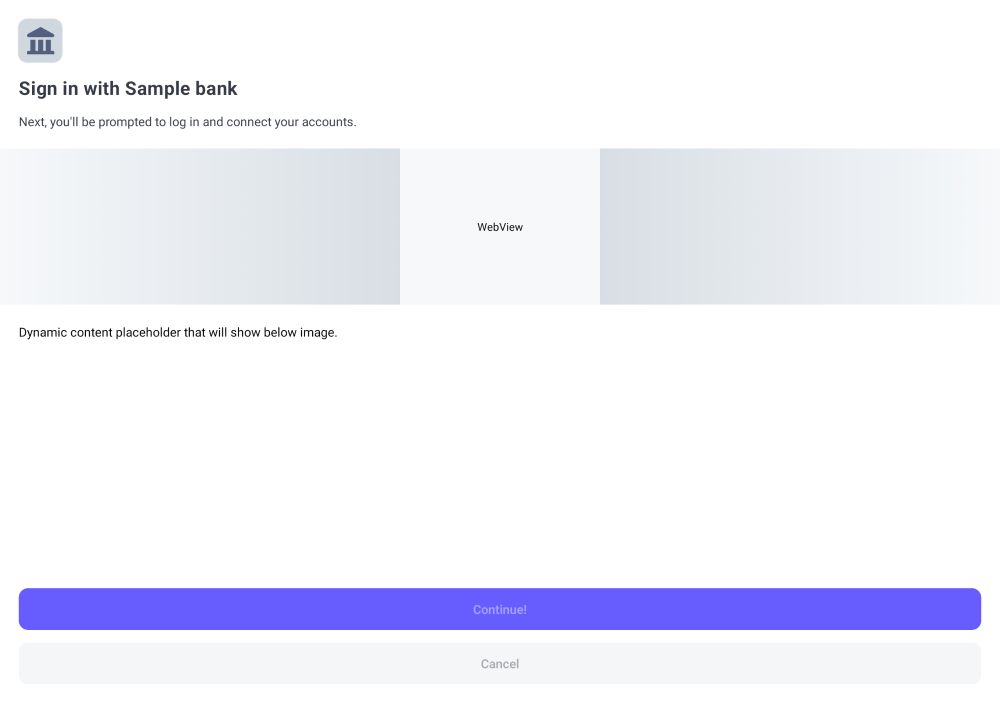 Sign in with Sample bank
Next, you'll be prompted to log in and connect your accounts.
WebView
Dynamic content placeholder that will show below image.
Continue!
Cancel